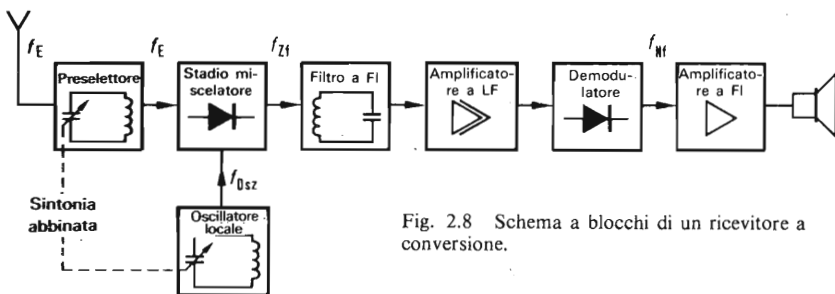 f_E
f_E
f_Zf
f_Nf
Preselettore
Stadio mi-
scelatore
Filtro a FI
Amplificato-
re a LF
Demodu-
latore
Amplificato-
re a FI
f_Osz
Sintonia
abbinata
Oscillatore
locale
Fig. 2.8 Schema a blocchi di un ricevitore a
conversione.